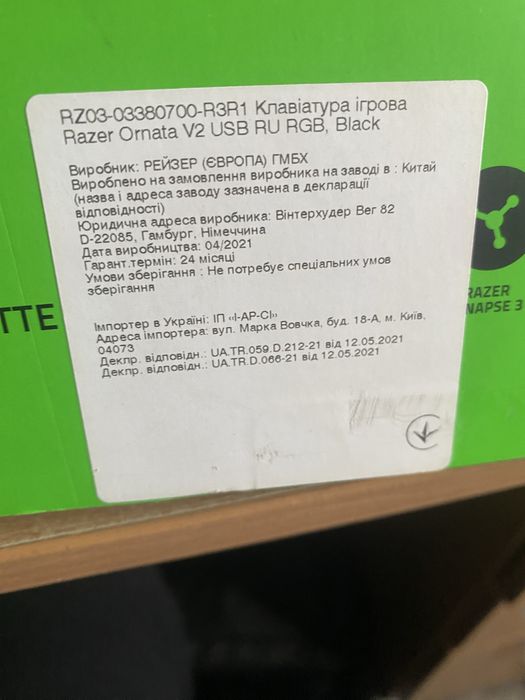 RZ03-03380700-R3R1 Клавіатура ігрова
Razer Ornata V2 USB RU RGB, Black
Виробник: РЕЙЗЕР (ЄВРОПА) ГМБХ
Вироблено на замовлення виробника на заводі в : Китай
(назва і адреса заводу зазначена в декларації
відповідності)
Юридична адреса виробника: Вінтерхудер Вег 82
D-22085, Гамбург, Німеччина
Дата виробництва: 04/2021
Гарант.термін: 24 місяці
Умови зберігання : Не потребує спеціальних умов
зберігання
Імпортер в Україні: ІП «І-АР-СІ»
Адреса імпортера: вул. Марка Вовчка, буд. 18-А, м. Київ,
04073
Декпр. відповідн.: UA.TR.059.D.212-21 від 12.05.2021
Декпр. відповідн.: UA.TR.D.066-21 від 12.05.2021
TTE
RAZER
NAPSE 3